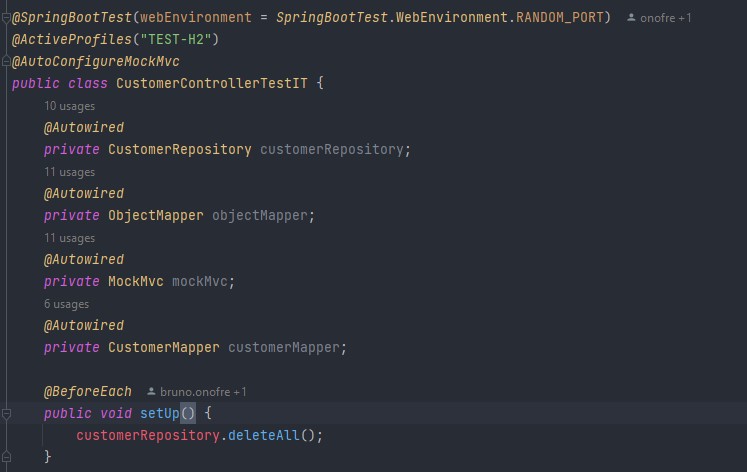 @SpringBootTest(webEnvironment = SpringBootTest.WebEnvironment.RANDOM_PORT) onofre +1
@ActiveProfiles("TEST-H2")
@AutoConfigureMockMvc
public class CustomerControllerTestIT {
10 usages
@Autowired
private CustomerRepository customerRepository;
11 usages
@Autowired
private ObjectMapper objectMapper;
11 usages
@Autowired
private MockMvc mockMvc;
6 usages
@Autowired
private CustomerMapper customerMapper;
@BeforeEach bruno.onofre +1
public void setUp() {
customerRepository.deleteAll();
}